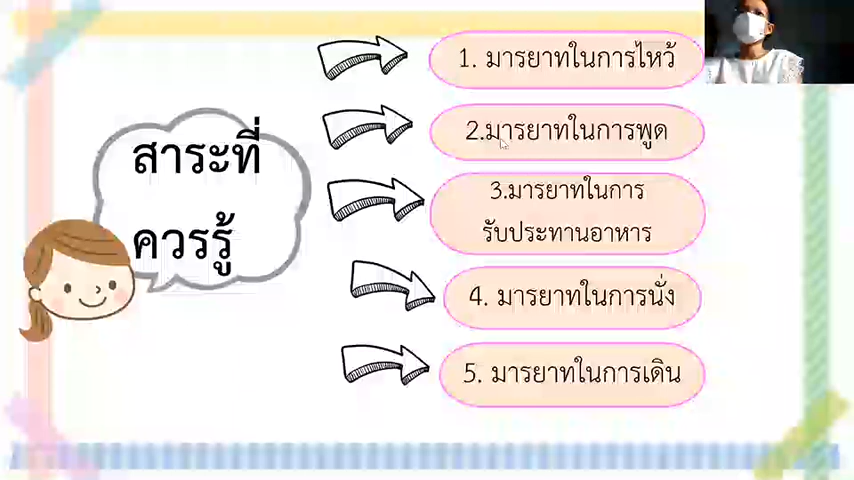 สาระที่
ควรรู้
1. มารยาทในการไหว้
2.มารยาทในการพูด
3.มารยาทในการ
รับประทานอาหาร
4. มารยาทในการนั่ง
5. มารยาทในการเดิน